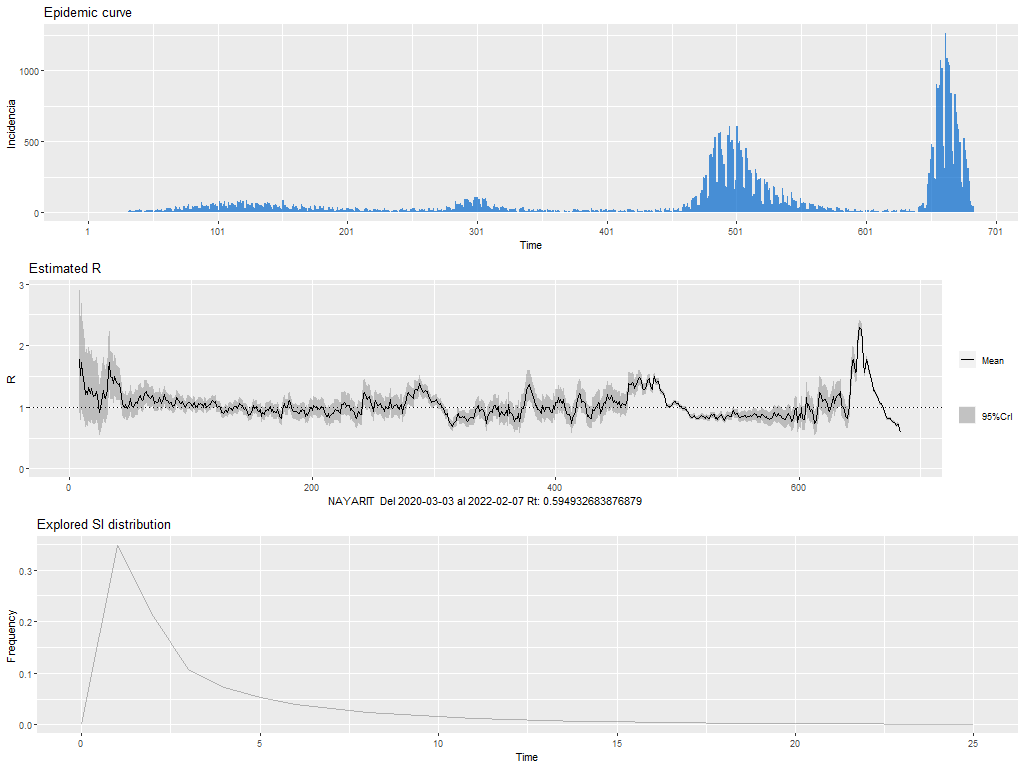 Epidemic curve
1000
500
0
Incidencia
1 101 201 301 401 501 601 701
Time
Estimated R
3
2
1
0
R
Mean
95%CrI
0 200 400 600
NAYARIT Del 2020-03-03 al 2022-02-07 Rt: 0.594932683876879
Explored SI distribution
0.3
0.2
0.1
0.0
Frequency
0 5 10 15 20 25
Time